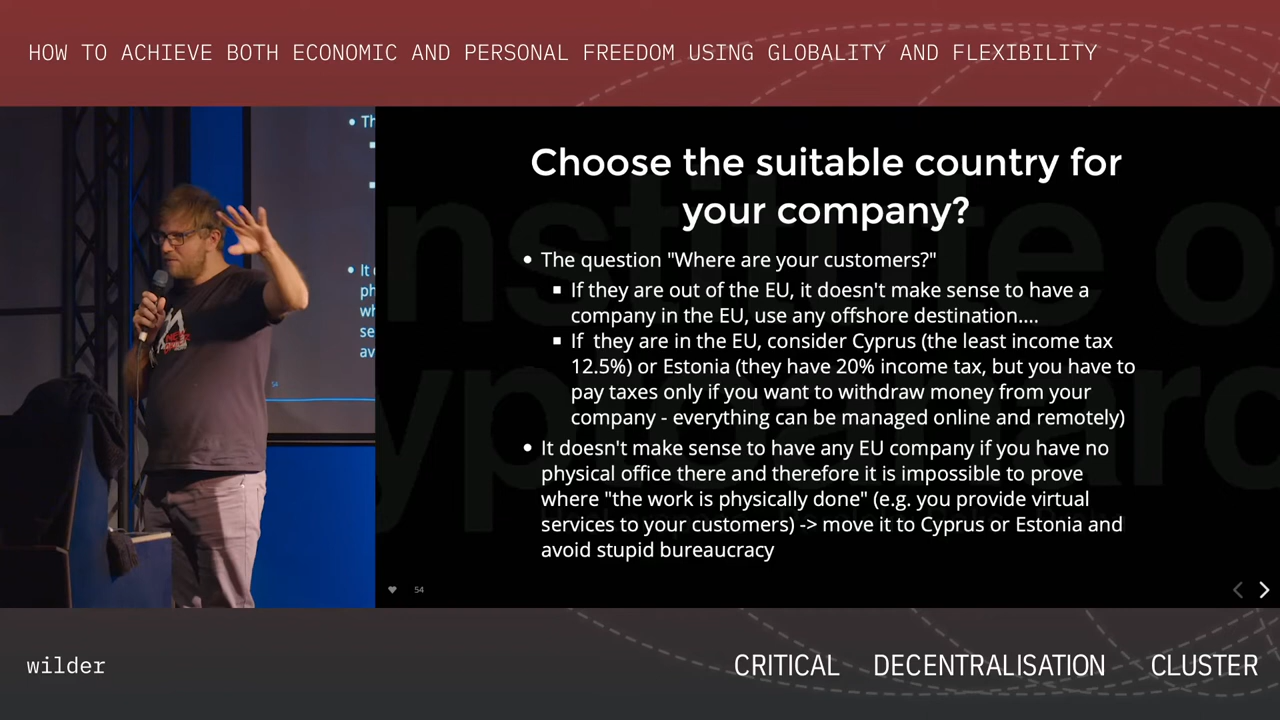 HOW TO ACHIEVE BOTH ECONOMIC AND PERSONAL FREEDOM USING GLOBALITY AND FLEXIBILITY
Choose the suitable country for
your company?
• The question "Where are your customers?"
▪ If they are out of the EU, it doesn't make sense to have a
company in the EU, use any offshore destination....
▪ If they are in the EU, consider Cyprus (the least income tax
12.5%) or Estonia (they have 20% income tax, but you have to
pay taxes only if you want to withdraw money from your
company - everything can be managed online and remotely)
• It doesn't make sense to have any EU company if you have no
physical office there and therefore it is impossible to prove
where "the work is physically done" (e.g. you provide virtual
services to your customers) -> move it to Cyprus or Estonia and
avoid stupid bureaucracy
54
wilder
CRITICAL DECENTRALISATION CLUSTER